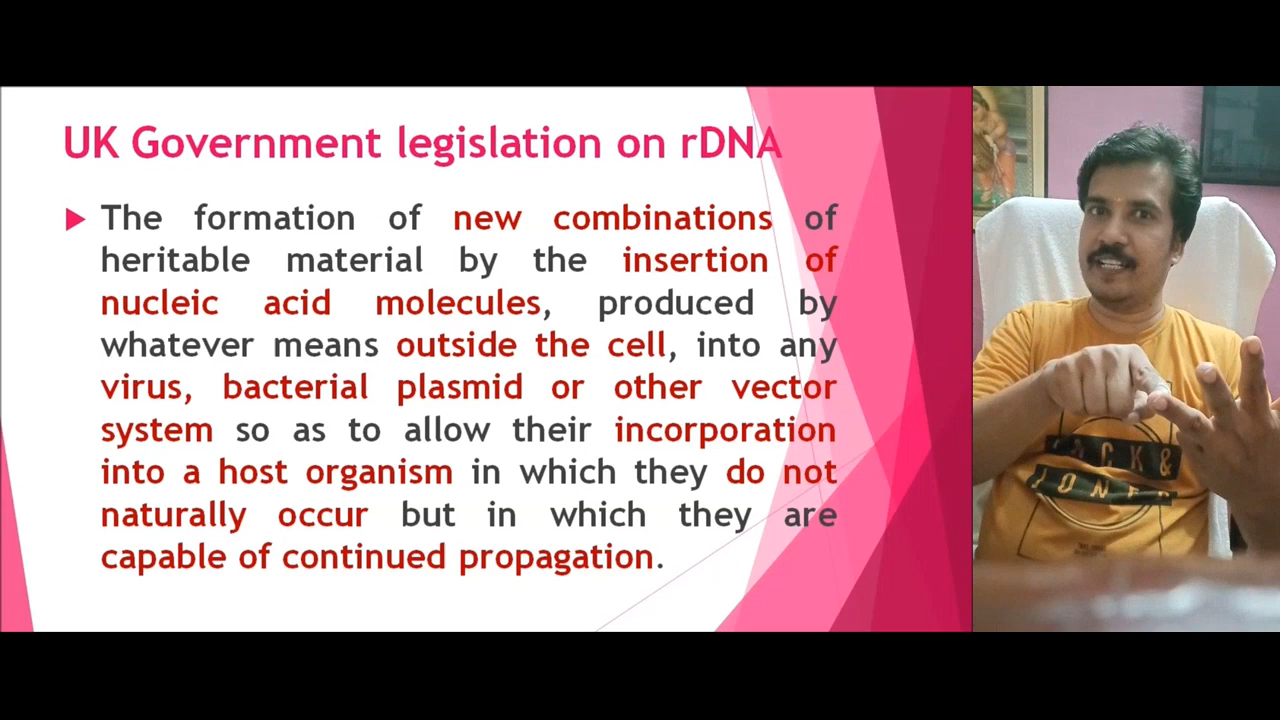 UK Government legislation on rDNA
The formation of new combinations of
heritable material by the insertion of
nucleic acid molecules, produced by
whatever means outside the cell, into any
virus, bacterial plasmid or other vector
system so as to allow their incorporation
into a host organism in which they do not
naturally occur but in which they are
capable of continued propagation.
ACK &
JONE